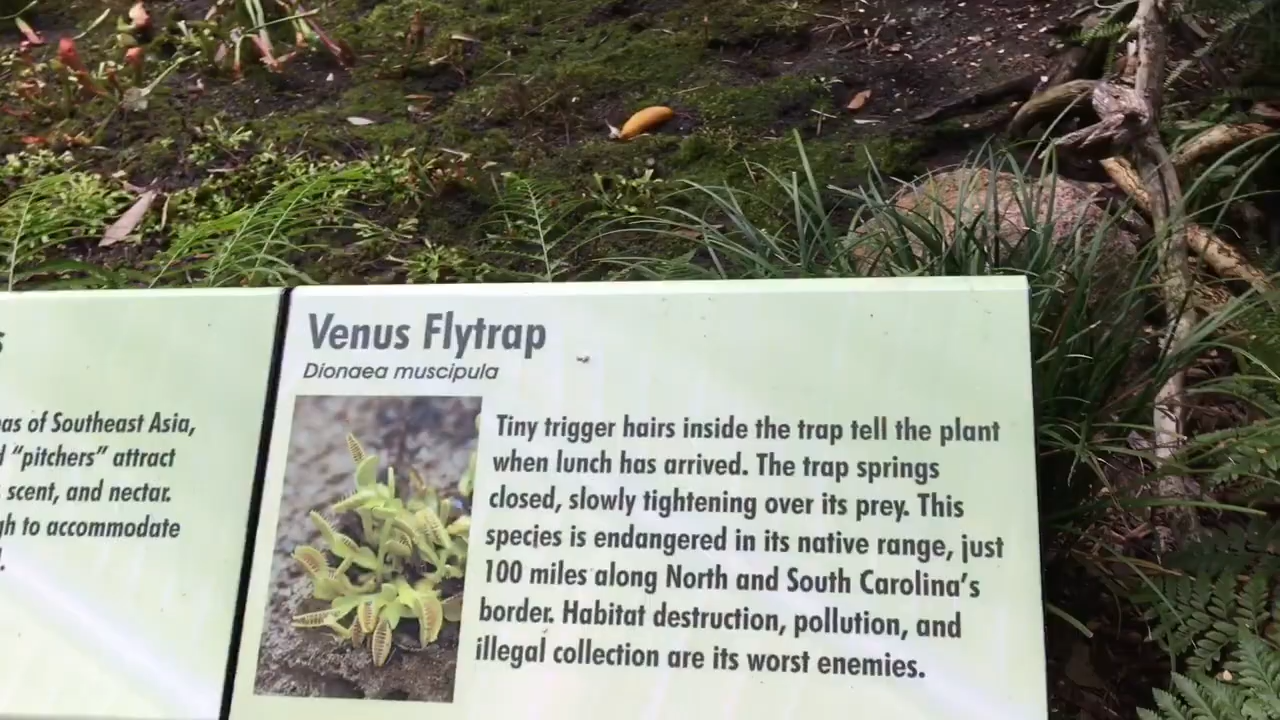 as of Southeast Asia,
"pitchers" attract
scent, and nectar.
to accommodate
Venus Flytrap
Dionaea muscipula
Tiny trigger hairs inside the trap tell the plant
when lunch has arrived. The trap springs
closed, slowly tightening over its prey. This
species is endangered in its native range, just
100 miles along North and South Carolina's
border. Habitat destruction, pollution, and
illegal collection are its worst enemies.